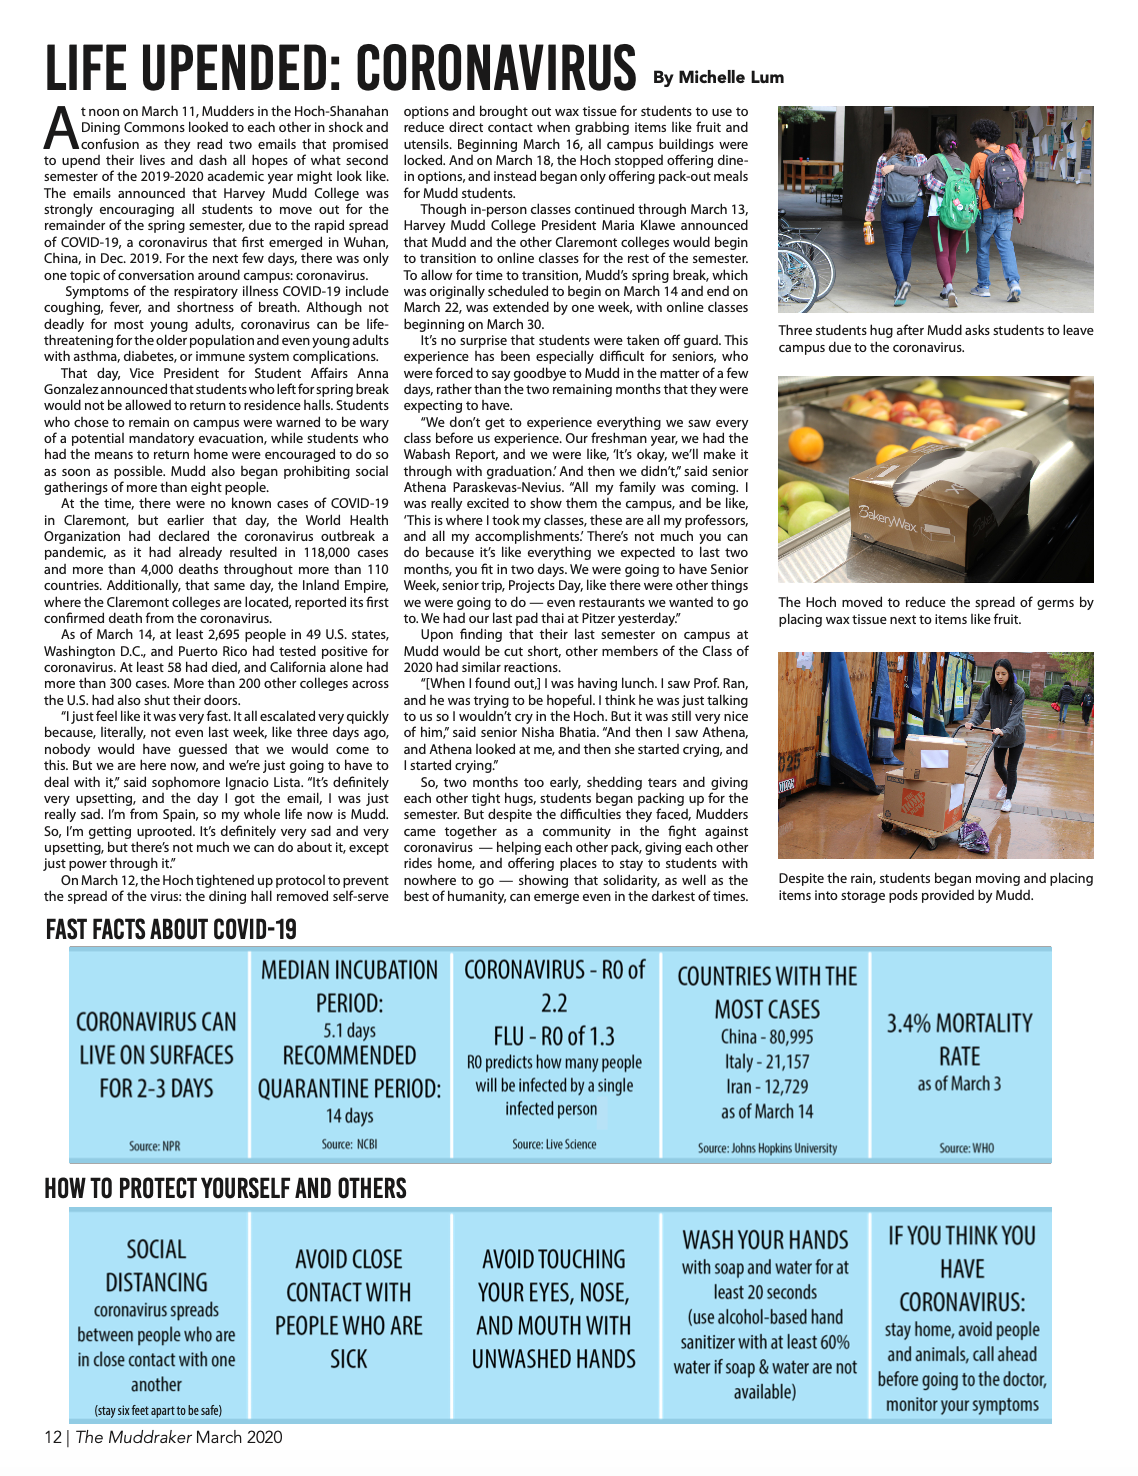 LIFE UPENDED: CORONAVIRUS By Michelle Lum
At noon on March 11, Mudders in the Hoch-Shanahan
Dining Commons looked to each other in shock and
confusion as they read two emails that promised
to upend their lives and dash all hopes of what second
semester of the 2019-2020 academic year might look like.
The emails announced that Harvey Mudd College was
strongly encouraging all students to move out for the
remainder of the spring semester, due to the rapid spread
of COVID-19, a coronavirus that first emerged in Wuhan,
China, in Dec. 2019. For the next few days, there was only
one topic of conversation around campus: coronavirus.
Symptoms of the respiratory illness COVID-19 include
coughing, fever, and shortness of breath. Although not
deadly for most young adults, coronavirus can be life-
threatening for the older population and even young adults
with asthma, diabetes, or immune system complications.
That day, Vice President for Student Affairs Anna
Gonzalez announced that students who left for spring break
would not be allowed to return to residence halls. Students
who chose to remain on campus were warned to be wary
of a potential mandatory evacuation, while students who
had the means to return home were encouraged to do so
as soon as possible. Mudd also began prohibiting social
gatherings of more than eight people.
At the time, there were no known cases of COVID-19
in Claremont, but earlier that day, the World Health
Organization had declared the coronavirus outbreak a
pandemic, as it had already resulted in 118,000 cases
and more than 4,000 deaths throughout more than 110
countries. Additionally, that same day, the Inland Empire,
where the Claremont colleges are located, reported its first
confirmed death from the coronavirus.
As of March 14, at least 2,695 people in 49 U.S. states,
Washington D.C., and Puerto Rico had tested positive for
coronavirus. At least 58 had died, and California alone had
more than 300 cases. More than 200 other colleges across
the U.S. had also shut their doors.
“I just feel like it was very fast. It all escalated very quickly
because, literally, not even last week, like three days ago,
nobody would have guessed that we would come to
this. But we are here now, and we’re just going to have to
deal with it,” said sophomore Ignacio Lista. “It’s definitely
very upsetting, and the day I got the email, I was just
really sad. I’m from Spain, so my whole life now is Mudd.
So, I’m getting uprooted. It’s definitely very sad and very
upsetting, but there’s not much we can do about it, except
just power through it.”
On March 12, the Hoch tightened up protocol to prevent
the spread of the virus: the dining hall removed self-serve
options and brought out wax tissue for students to use to
reduce direct contact when grabbing items like fruit and
utensils. Beginning March 16, all campus buildings were
locked. And on March 18, the Hoch stopped offering dine-
in options, and instead began only offering pack-out meals
for Mudd students.
Though in-person classes continued through March 13,
Harvey Mudd College President Maria Klawe announced
that Mudd and the other Claremont colleges would begin
to transition to online classes for the rest of the semester.
To allow for time to transition, Mudd’s spring break, which
was originally scheduled to begin on March 14 and end on
March 22, was extended by one week, with online classes
beginning on March 30.
It’s no surprise that students were taken off guard. This
experience has been especially difficult for seniors, who
were forced to say goodbye to Mudd in the matter of a few
days, rather than the two remaining months that they were
expecting to have.
“We don’t get to experience everything we saw every
class before us experience. Our freshman year, we had the
Wabash Report, and we were like, ‘It’s okay, we’ll make it
through with graduation.’ And then we didn’t,” said senior
Athena Paraskevas-Nevius. “All my family was coming. I
was really excited to show them the campus, and be like,
‘This is where I took my classes, these are all my professors,
and all my accomplishments.’ There’s not much you can
do because it’s like everything we expected to last two
months, you fit in two days. We were going to have Senior
Week, senior trip, Projects Day, like there were other things
we were going to do — even restaurants we wanted to go
to. We had our last pad thai at Pitzer yesterday.”
Upon finding that their last semester on campus at
Mudd would be cut short, other members of the Class of
2020 had similar reactions.
“[When I found out,] I was having lunch. I saw Prof. Ran,
and he was trying to be hopeful. I think he was just talking
to us so I wouldn’t cry in the Hoch. But it was still very nice
of him,” said senior Nisha Bhatia. “And then I saw Athena,
and Athena looked at me, and then she started crying, and
I started crying.”
So, two months too early, shedding tears and giving
each other tight hugs, students began packing up for the
semester. But despite the difficulties they faced, Mudders
came together as a community in the fight against
coronavirus — helping each other pack, giving each other
rides home, and offering places to stay to students with
nowhere to go — showing that solidarity, as well as the
best of humanity, can emerge even in the darkest of times.
Three students hug after Mudd asks students to leave
campus due to the coronavirus.
BakeryWax
The Hoch moved to reduce the spread of germs by
placing wax tissue next to items like fruit.
Despite the rain, students began moving and placing
items into storage pods provided by Mudd.
FAST FACTS ABOUT COVID-19
CORONAVIRUS CAN
LIVE ON SURFACES
FOR 2-3 DAYS
Source: NPR
MEDIAN INCUBATION
PERIOD:
5.1 days
RECOMMENDED
QUARANTINE PERIOD:
14 days
Source: NCBI
CORONAVIRUS - R0 of
2.2
FLU - R0 of 1.3
R0 predicts how many people
will be infected by a single
infected person
Source: Live Science
COUNTRIES WITH THE
MOST CASES
China - 80,995
Italy - 21,157
Iran - 12,729
as of March 14
Source: Johns Hopkins University
3.4% MORTALITY
RATE
as of March 3
Source: WHO
HOW TO PROTECT YOURSELF AND OTHERS
SOCIAL
DISTANCING
coronavirus spreads
between people who are
in close contact with one
another
(stay six feet apart to be safe)
AVOID CLOSE
CONTACT WITH
PEOPLE WHO ARE
SICK
AVOID TOUCHING
YOUR EYES, NOSE,
AND MOUTH WITH
UNWASHED HANDS
WASH YOUR HANDS
with soap and water for at
least 20 seconds
(use alcohol-based hand
sanitizer with at least 60%
water if soap & water are not
available)
IF YOU THINK YOU
HAVE
CORONAVIRUS:
stay home, avoid people
and animals, call ahead
before going to the doctor,
monitor your symptoms
12 | The Muddraker March 2020